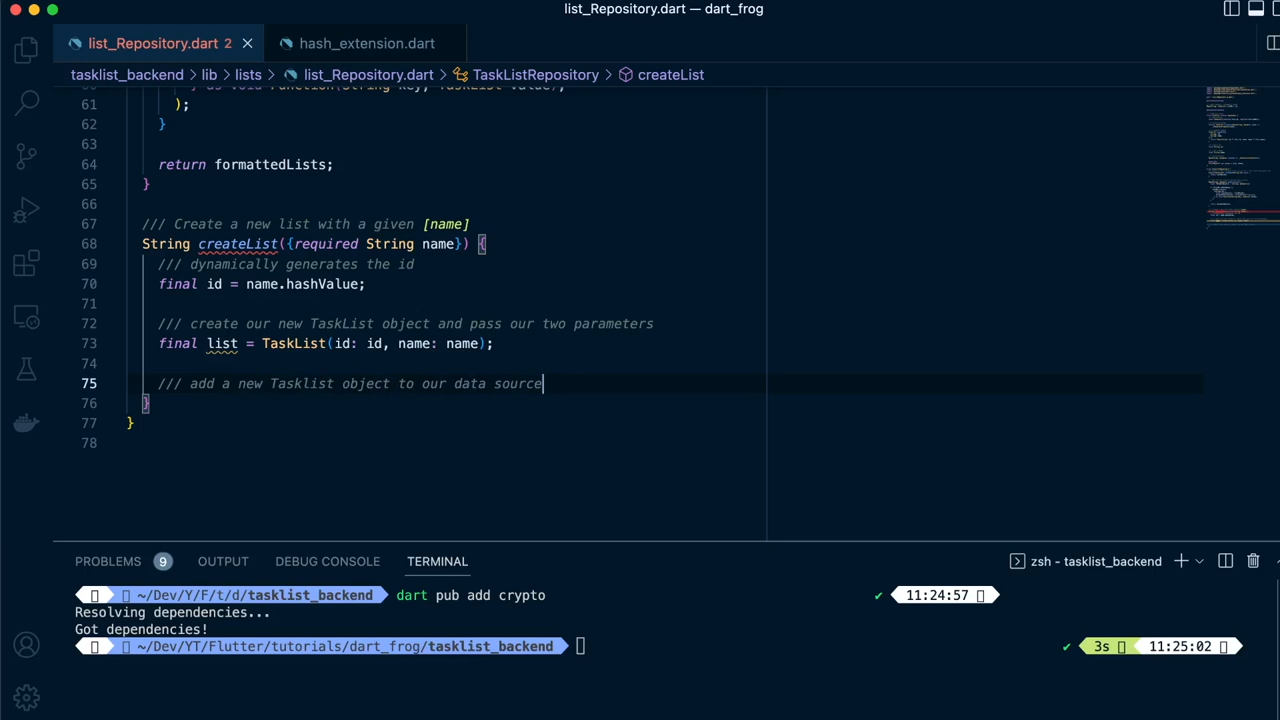 list_Repository.dart — dart_frog
list_Repository.dart 2
hash_extension.dart
tasklist_backend > lib > lists > list_Repository.dart > TaskListRepository > createList
61 );
62 }
63
64 return formattedLists;
65 }
66
67 /// Create a new list with a given [name]
68 String createList({required String name}) {
69 /// dynamically generates the id
70 final id = name.hashValue;
71
72 /// create our new TaskList object and pass our two parameters
73 final list = TaskList(id: id, name: name);
74
75 /// add a new Tasklist object to our data source
76 }
77 }
78
PROBLEMS 9 OUTPUT DEBUG CONSOLE TERMINAL zsh - tasklist_backend
~/Dev/Y/F/t/d/tasklist_backend dart pub add crypto ✔ 11:24:57
Resolving dependencies...
Got dependencies!
~/Dev/YT/Flutter/tutorials/dart_frog/tasklist_backend ✔ 3s 11:25:02